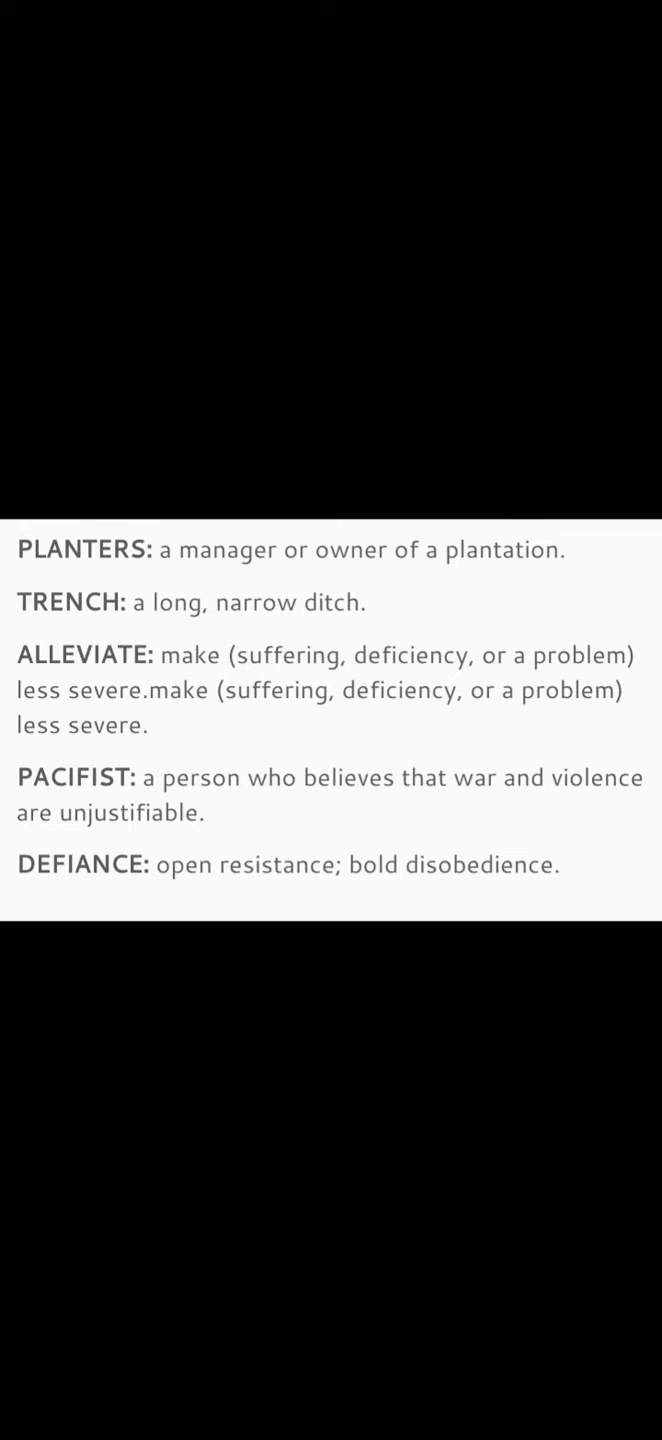 PLANTERS: a manager or owner of a plantation.
TRENCH: a long, narrow ditch.
ALLEVIATE: make (suffering, deficiency, or a problem)
less severe.make (suffering, deficiency, or a problem)
less severe.
PACIFIST: a person who believes that war and violence
are unjustifiable.
DEFIANCE: open resistance; bold disobedience.